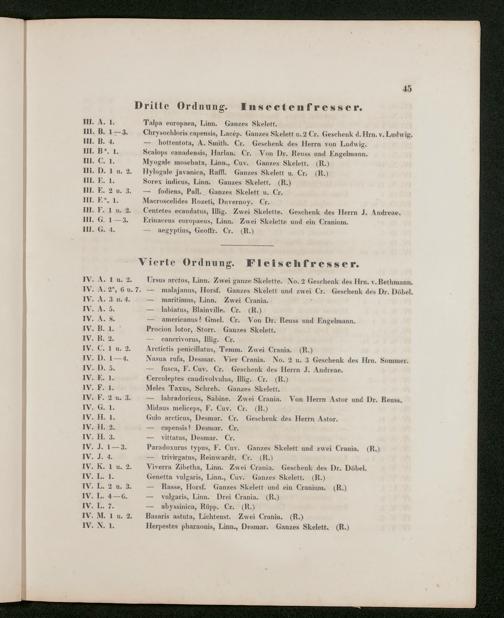 45
Dritte Ordnung. Insectenfresser.
III. A. 1. Talpa europaea, Linn. Ganzes Skelett.
III. B. 1—3. Chrysochloris capensis, Lacép. Ganzes Skelett u. 2 Cr. Geschenk d. Hrn. v. Ludwig.
III. B. 4. — hottentota, A. Smith. Cr. Geschenk des Herrn von Ludwig.
III. B*. 1. Scalops canadensis, Harlan. Cr. Von Dr. Reuss und Engelmann.
III. C. 1. Myogale moschata, Linn., Cuv. Ganzes Skelett. (R.)
III. D. 1 u. 2. Hylogale javanica, Raffl. Ganzes Skelett u. Cr. (R.)
III. E. 1. Sorex indicus, Linn. Ganzes Skelett. (R.)
III. E. 2 u. 3. — fodiens, Pall. Ganzes Skelett u. Cr.
III. E*. 1. Macroscelides Rozeti, Duvernoy. Cr.
III. F. 1 u. 2. Centetes ecaudatus, Illig. Zwei Skelette. Geschenk des Herrn J. Andreae.
III. G. 1—3. Erinaceus europaeus, Linn. Zwei Skelette und ein Cranium.
III. G. 4. — aegyptius, Geoffr. Cr. (R.)
Vierte Ordnung. Fleischfresser.
IV. A. 1 u. 2. Ursus arctos, Linn. Zwei ganze Skelette. No. 2 Geschenk des Hrn. v. Bethmann.
IV. A. 2*, 6 u. 7. — malajanus, Horsf. Ganzes Skelett und zwei Cr. Geschenk des Dr. Döbel.
IV. A. 3 u. 4. — maritimus, Linn. Zwei Crania.
IV. A. 5. — labiatus, Blainville. Cr. (R.)
IV. A. 8. — americanus? Gmel. Cr. Von Dr. Reuss und Engelmann.
IV. B. 1. Procion lotor, Storr. Ganzes Skelett.
IV. B. 2. — cancrivorus, Illig. Cr.
IV. C. 1 u. 2. Arctictis penicillatus, Temm. Zwei Crania. (R.)
IV. D. 1—4. Nasua rufa, Desmar. Vier Crania. No. 2 u. 3 Geschenk des Hrn. Sommer.
IV. D. 5. — fusca, F. Cuv. Cr. Geschenk des Herrn J. Andreae.
IV. E. 1. Cercoleptes caudivolvulus, Illig. Cr. (R.)
IV. F. 1. Meles Taxus, Schreb. Ganzes Skelett.
IV. F. 2 u. 3. — labradoricus, Sabine. Zwei Crania. Von Herrn Astor und Dr. Reuss.
IV. G. 1. Midaus meliceps, F. Cuv. Cr. (R.)
IV. H. 1. Gulo arcticus, Desmar. Cr. Geschenk des Herrn Astor.
IV. H. 2. — capensis? Desmar. Cr.
IV. H. 3. — vittatus, Desmar. Cr.
IV. J. 1—3. Paradoxurus typus, F. Cuv. Ganzes Skelett und zwei Crania. (R.)
IV. J. 4. — trivirgatus, Reinwardt. Cr. (R.)
IV. K. 1 u. 2. Viverra Zibetha, Linn. Zwei Crania. Geschenk des Dr. Döbel.
IV. L. 1. Genetta vulgaris, Linn., Cuv. Ganzes Skelett. (R.)
IV. L. 2 u. 3. — Rasse, Horsf. Ganzes Skelett und ein Cranium. (R.)
IV. L. 4—6. — vulgaris, Linn. Drei Crania. (R.)
IV. L. 7. — abyssinica, Rüpp. Cr. (R.)
IV. M. 1 u. 2. Basaris astuta, Lichtenst. Zwei Crania. (R.)
IV. N. 1. Herpestes pharaonis, Linn., Desmar. Ganzes Skelett. (R.)